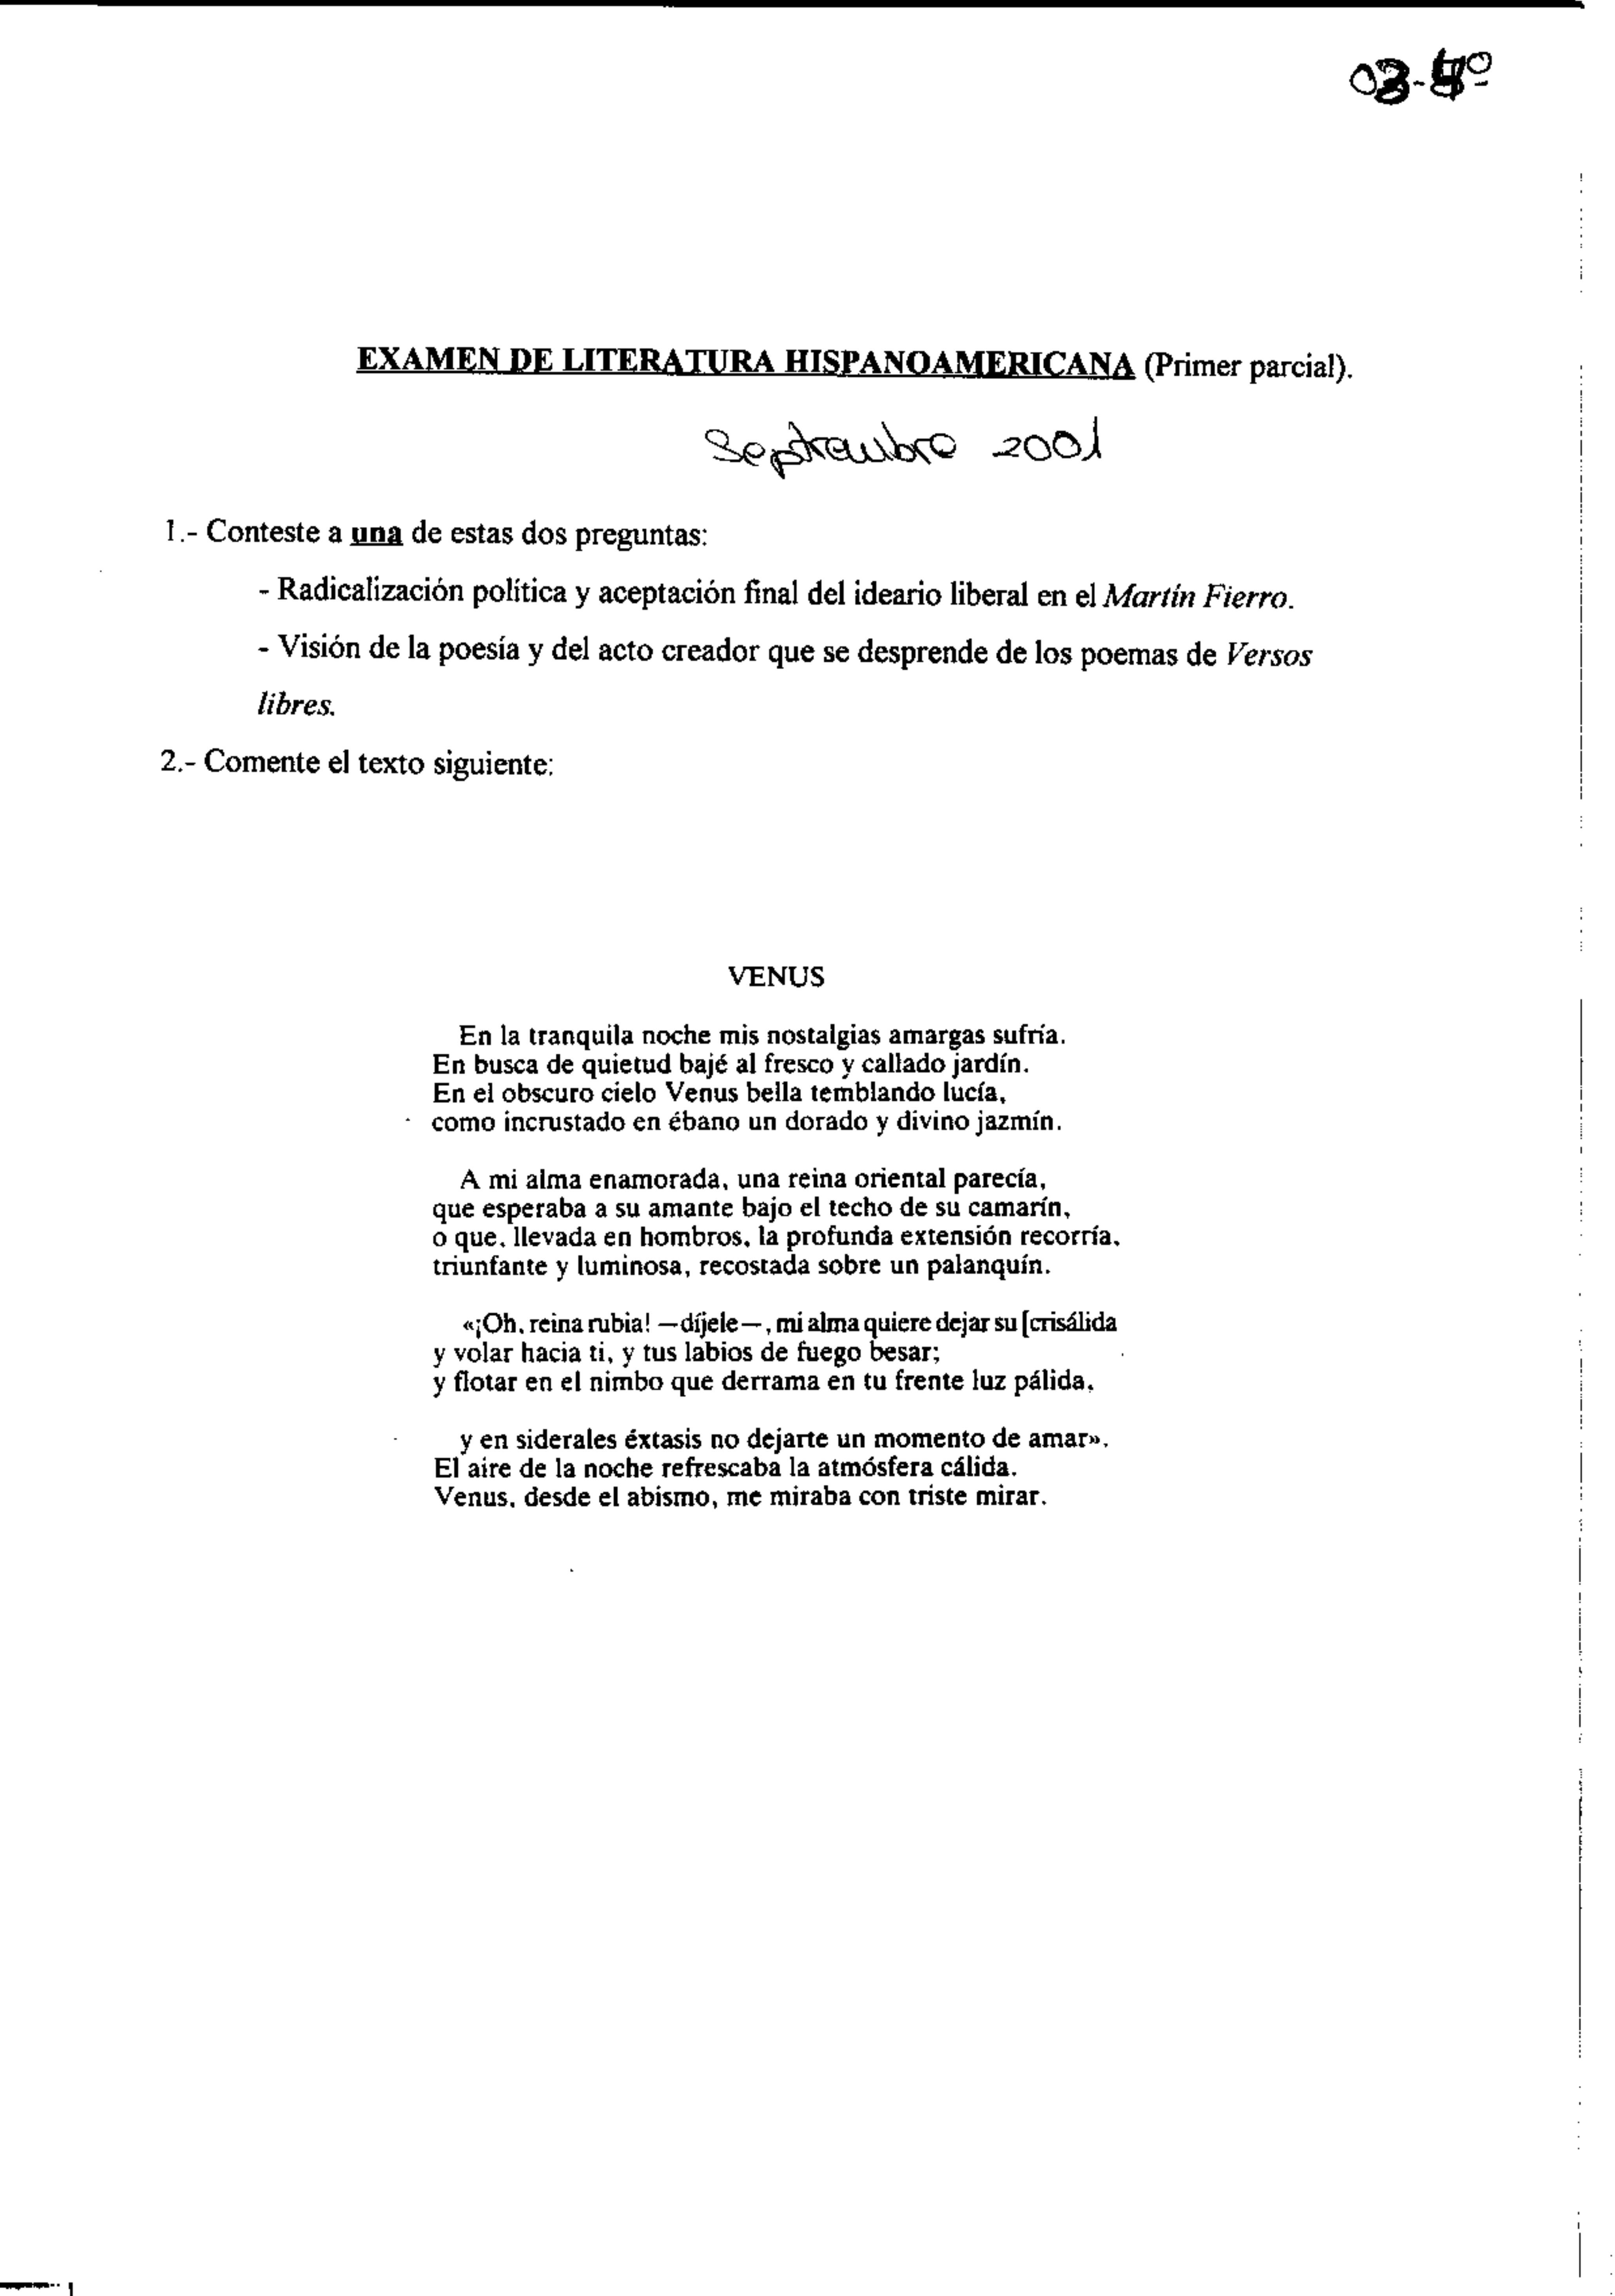 03-4º
EXAMEN DE LITERATURA HISPANOAMERICANA (Primer parcial).
Septiembre 2001
1.- Conteste a una de estas dos preguntas:
- Radicalización política y aceptación final del ideario liberal en el Martín Fierro.
- Visión de la poesía y del acto creador que se desprende de los poemas de Versos
libres.
2.- Comente el texto siguiente:
VENUS
En la tranquila noche mis nostalgias amargas sufría.
En busca de quietud bajé al fresco y callado jardín.
En el obscuro cielo Venus bella temblando lucía,
como incrustado en ébano un dorado y divino jazmín.
A mi alma enamorada, una reina oriental parecía,
que esperaba a su amante bajo el techo de su camarín,
o que, llevada en hombros, la profunda extensión recorría,
triunfante y luminosa, recostada sobre un palanquín.
«¡Oh, reina rubia! —díjele—, mi alma quiere dejar su [crisálida
y volar hacia ti, y tus labios de fuego besar;
y flotar en el nimbo que derrama en tu frente luz pálida,
y en siderales éxtasis no dejarte un momento de amar».
El aire de la noche refrescaba la atmósfera cálida.
Venus, desde el abismo, me miraba con triste mirar.